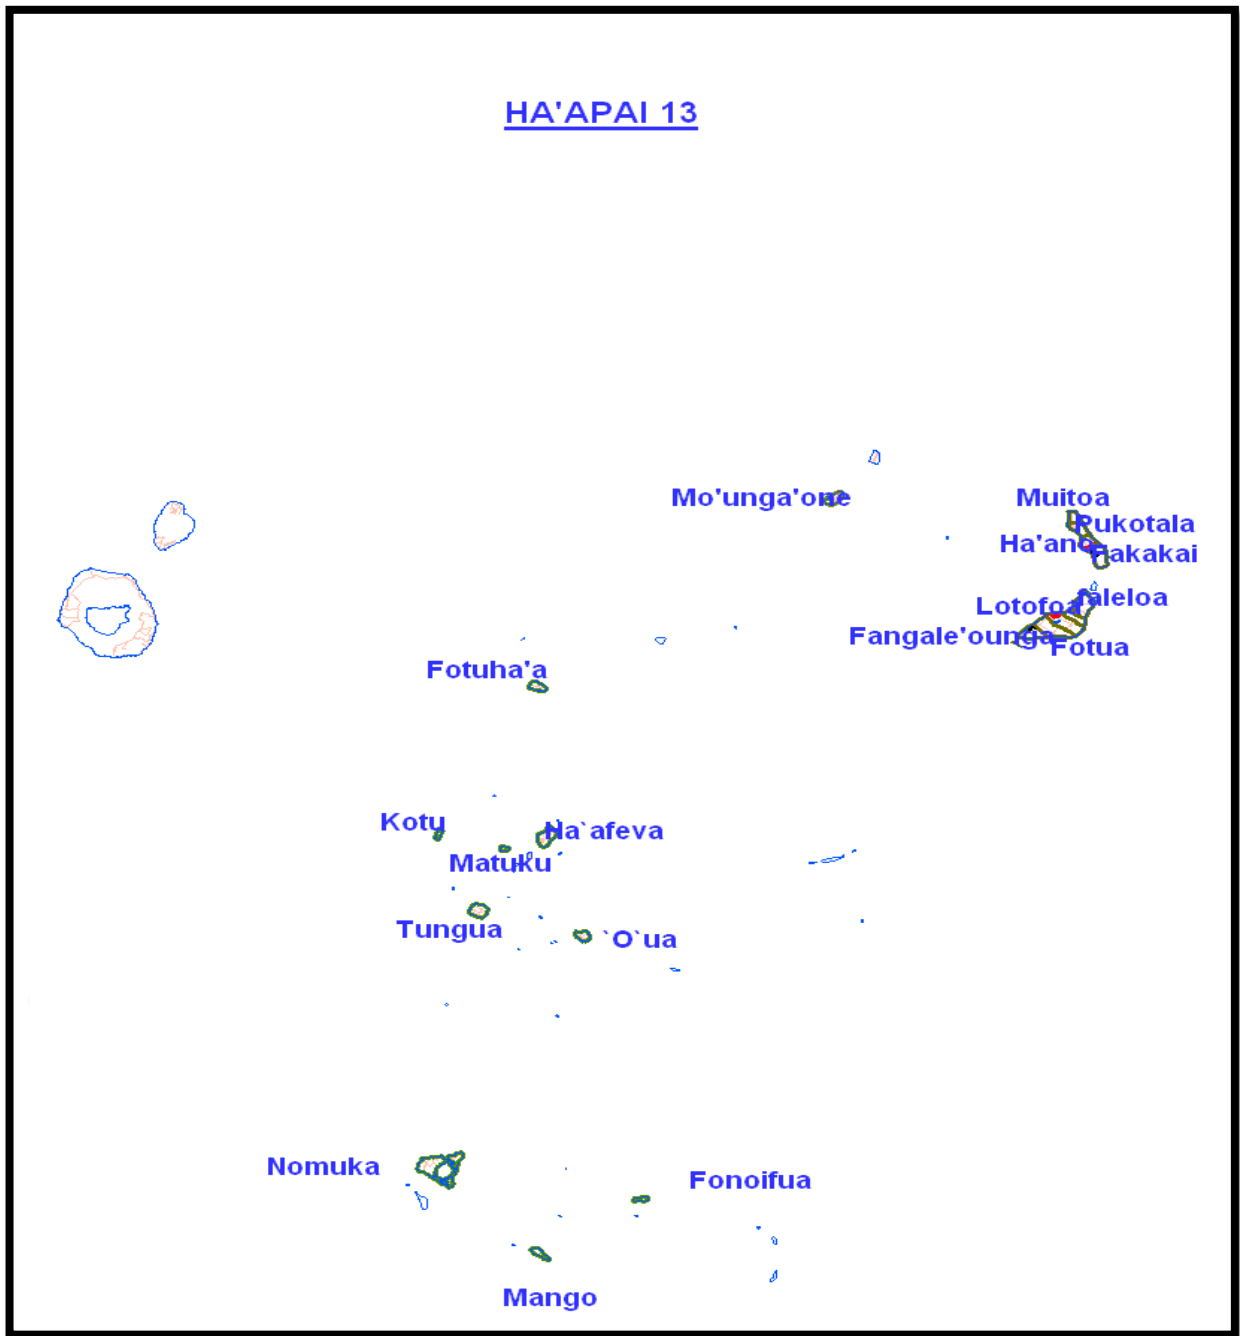 HA'APAI 13
Mo'unga'one
Muitoa
Pukotala
Ha'ano
Fakakai
faleloa
Lotofoa
Fangale'ounga
Fotua
Fotuha'a
Kotu
Ha`afeva
Matuku
Tungua
`O`ua
Nomuka
Fonoifua
Mango